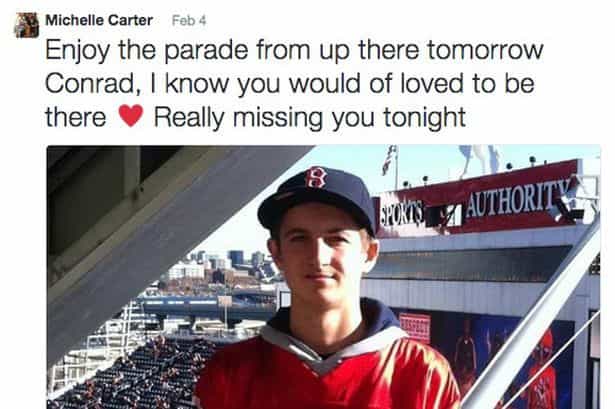 Michelle Carter Feb 4
Enjoy the parade from up there tomorrow
Conrad, I know you would of loved to be
there ❤ Really missing you tonight
B
SPORTS AUTHORITY
RESPECT